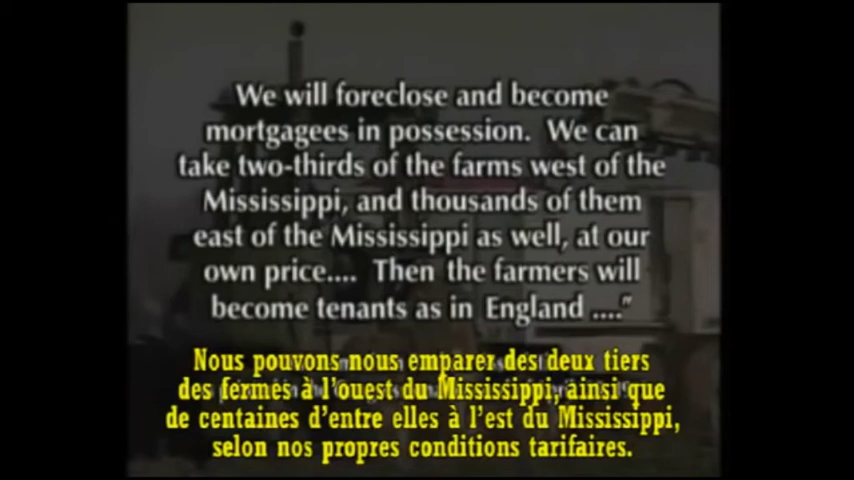 We will foreclose and become
mortgagees in possession. We can
take two-thirds of the farms west of the
Mississippi, and thousands of them
east of the Mississippi as well, at our
own price.... Then the farmers will
become tenants as in England ...."
Nous pouvons nous emparer des deux tiers
des fermes à l'ouest du Mississippi, ainsi que
de centaines d'entre elles à l'est du Mississippi,
selon nos propres conditions tarifaires.